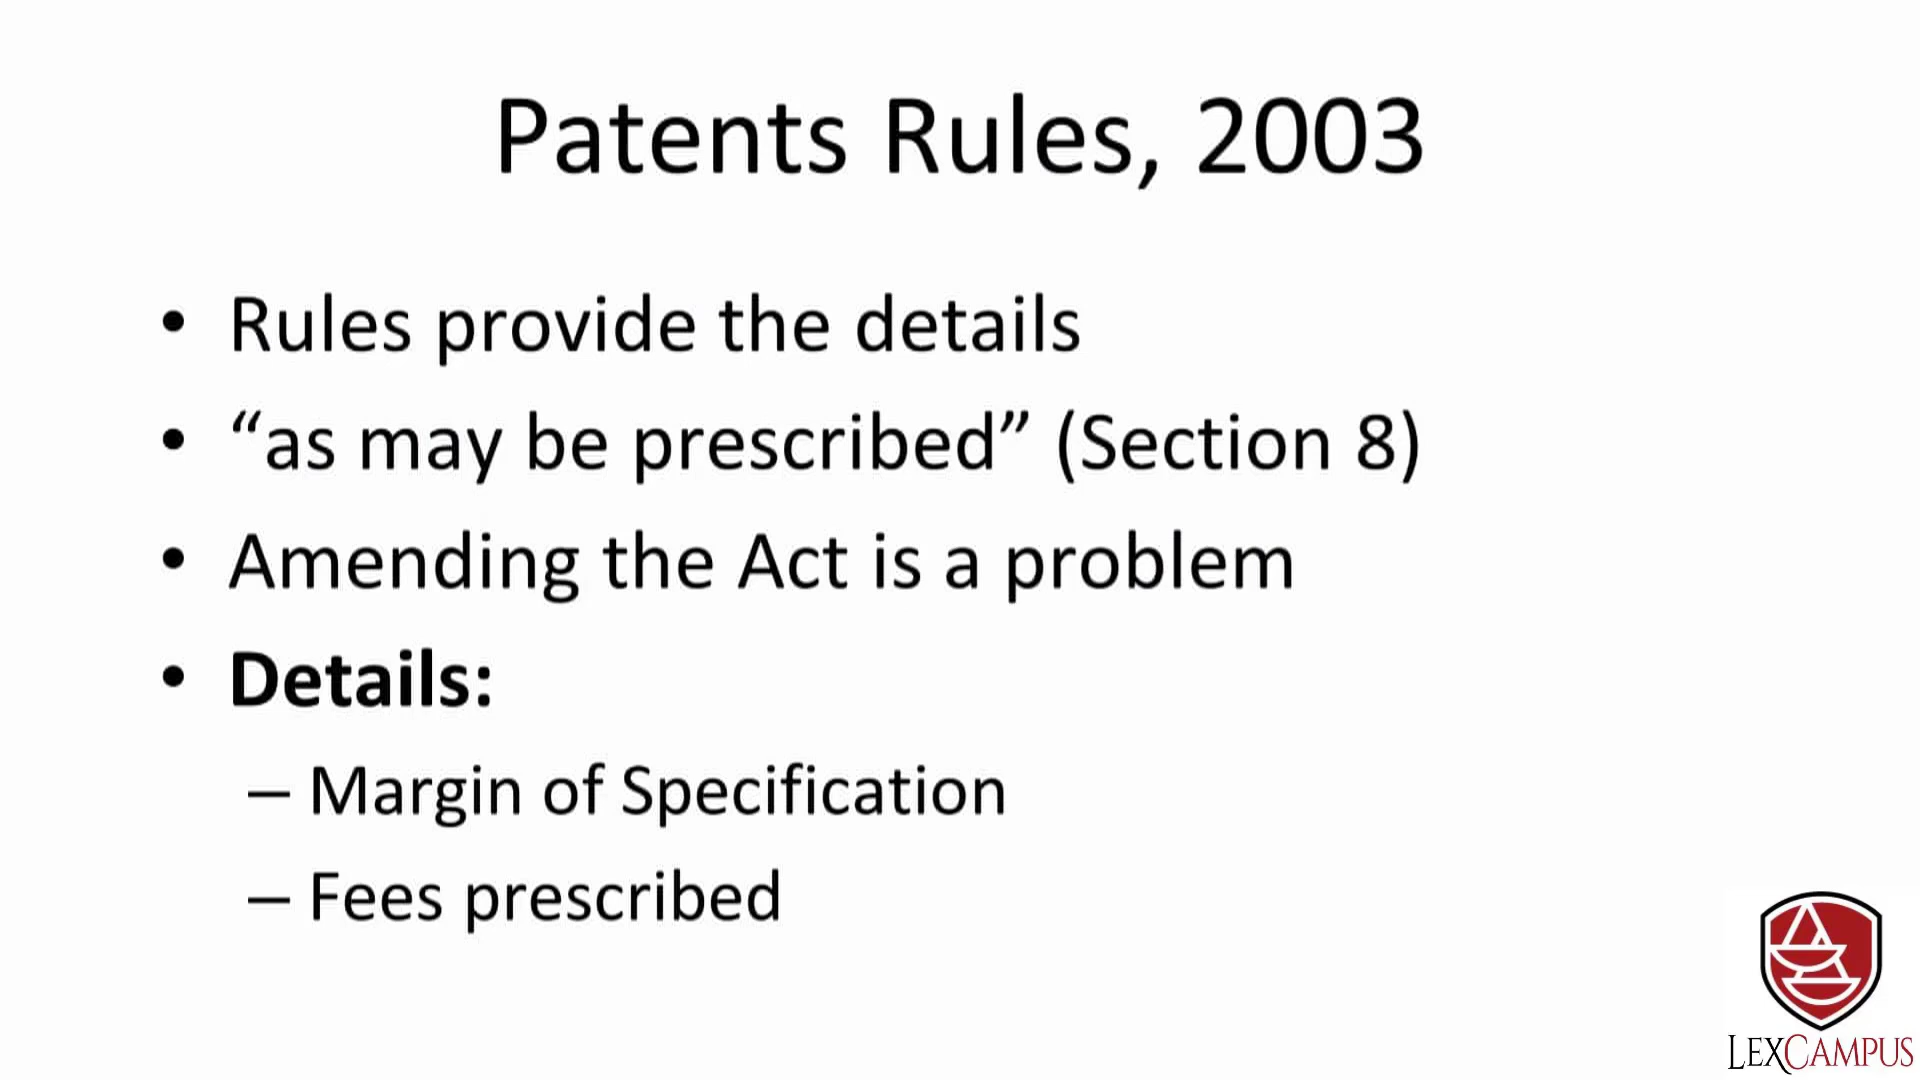 Patents Rules, 2003
• Rules provide the details
• “as may be prescribed” (Section 8)
• Amending the Act is a problem
• Details:
– Margin of Specification
– Fees prescribed
LEXCAMPUS